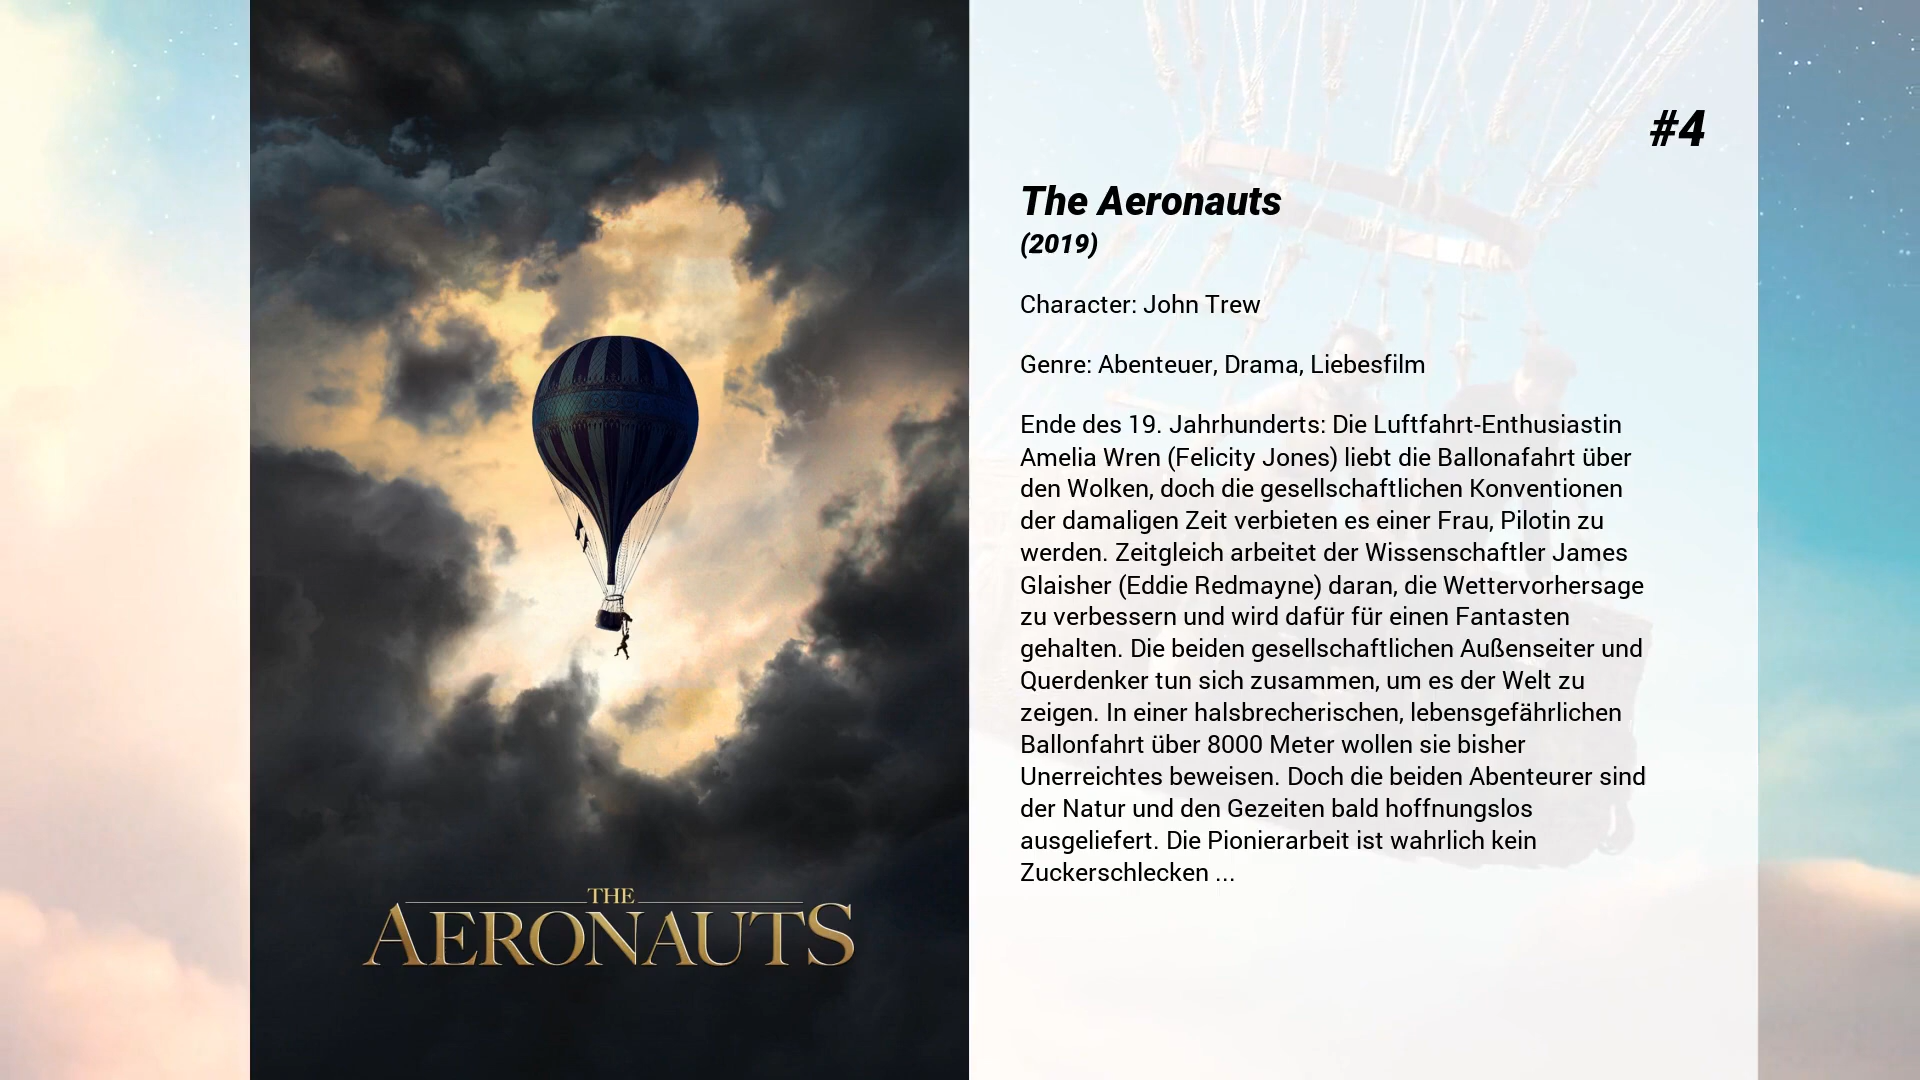 THE
AERONAUTS
#4
The Aeronauts
(2019)
Character: John Trew
Genre: Abenteuer, Drama, Liebesfilm
Ende des 19. Jahrhunderts: Die Luftfahrt-Enthusiastin
Amelia Wren (Felicity Jones) liebt die Ballonafahrt über
den Wolken, doch die gesellschaftlichen Konventionen
der damaligen Zeit verbieten es einer Frau, Pilotin zu
werden. Zeitgleich arbeitet der Wissenschaftler James
Glaisher (Eddie Redmayne) daran, die Wettervorhersage
zu verbessern und wird dafür für einen Fantasten
gehalten. Die beiden gesellschaftlichen Außenseiter und
Querdenker tun sich zusammen, um es der Welt zu
zeigen. In einer halsbrecherischen, lebensgefährlichen
Ballonfahrt über 8000 Meter wollen sie bisher
Unerreichtes beweisen. Doch die beiden Abenteurer sind
der Natur und den Gezeiten bald hoffnungslos
ausgeliefert. Die Pionierarbeit ist wahrlich kein
Zuckerschlecken ...